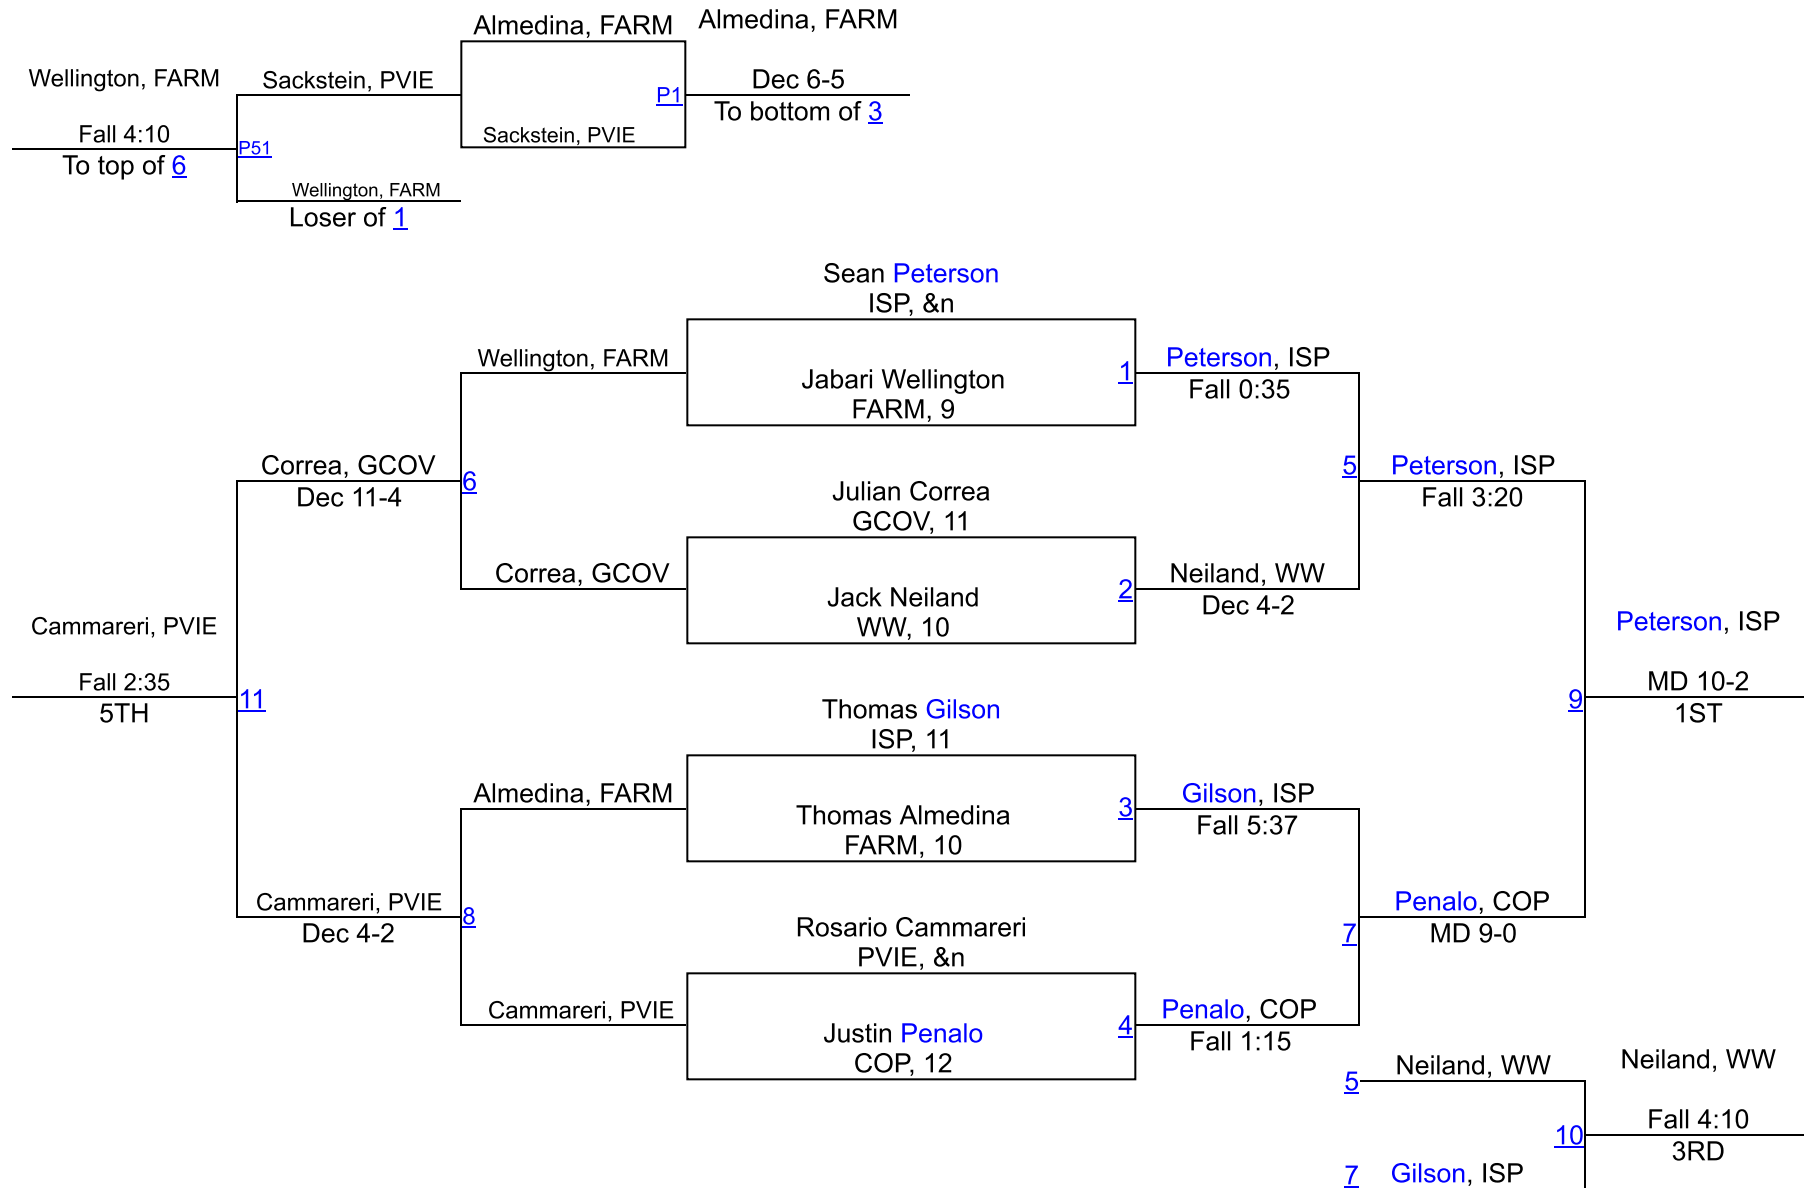 Almedina, FARM
Almedina, FARM
Wellington, FARM
Sackstein, PVIE
Dec 6-5
P1
To bottom of 3
Fall 4:10
Sackstein, PVIE
P51
To top of 6
Wellington, FARM
Loser of 1
Sean Peterson
ISP, &n
Wellington, FARM
Peterson, ISP
Jabari Wellington
1
FARM, 9
Fall 0:35
Correa, GCOV
5
Peterson, ISP
6
Dec 11-4
Julian Correa
Fall 3:20
GCOV, 11
Correa, GCOV
Neiland, WW
Jack Neiland
2
WW, 10
Dec 4-2
Cammareri, PVIE
Peterson, ISP
Fall 2:35
11
MD 10-2
9
5TH
Thomas Gilson
1ST
ISP, 11
Almedina, FARM
Gilson, ISP
Thomas Almedina
3
FARM, 10
Fall 5:37
Cammareri, PVIE
Penalo, COP
8
Dec 4-2
Rosario Cammareri
7
MD 9-0
PVIE, &n
Cammareri, PVIE
Penalo, COP
Justin Penalo
4
COP, 12
Fall 1:15
Neiland, WW
Neiland, WW
5
Fall 4:10
10
3RD
7
Gilson, ISP